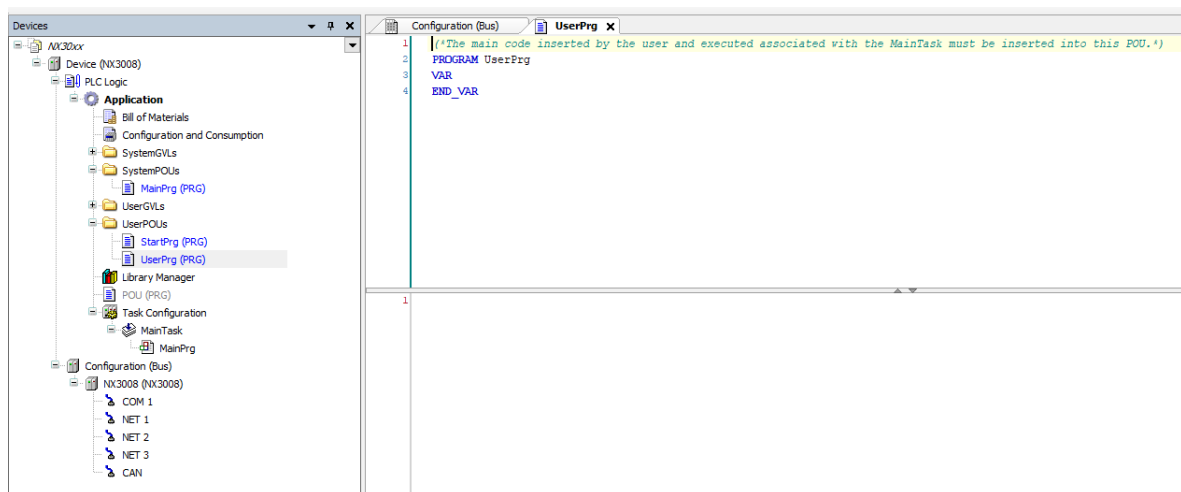 Devices
NX30xx
Device (NX3008)
PLC Logic
Application
Bill of Materials
Configuration and Consumption
SystemGVLs
SystemPOUs
MainPrg (PRG)
UserGVLs
UserPOUs
StartPrg (PRG)
UserPrg (PRG)
Library Manager
POU (PRG)
Task Configuration
MainTask
MainPrg
Configuration (Bus)
NX3008 (NX3008)
COM 1
NET 1
NET 2
NET 3
CAN
Configuration (Bus) UserPrg
1 (*The main code inserted by the user and executed associated with the MainTask must be inserted into this POU.*)
2 PROGRAM UserPrg
3 VAR
4 END_VAR
1